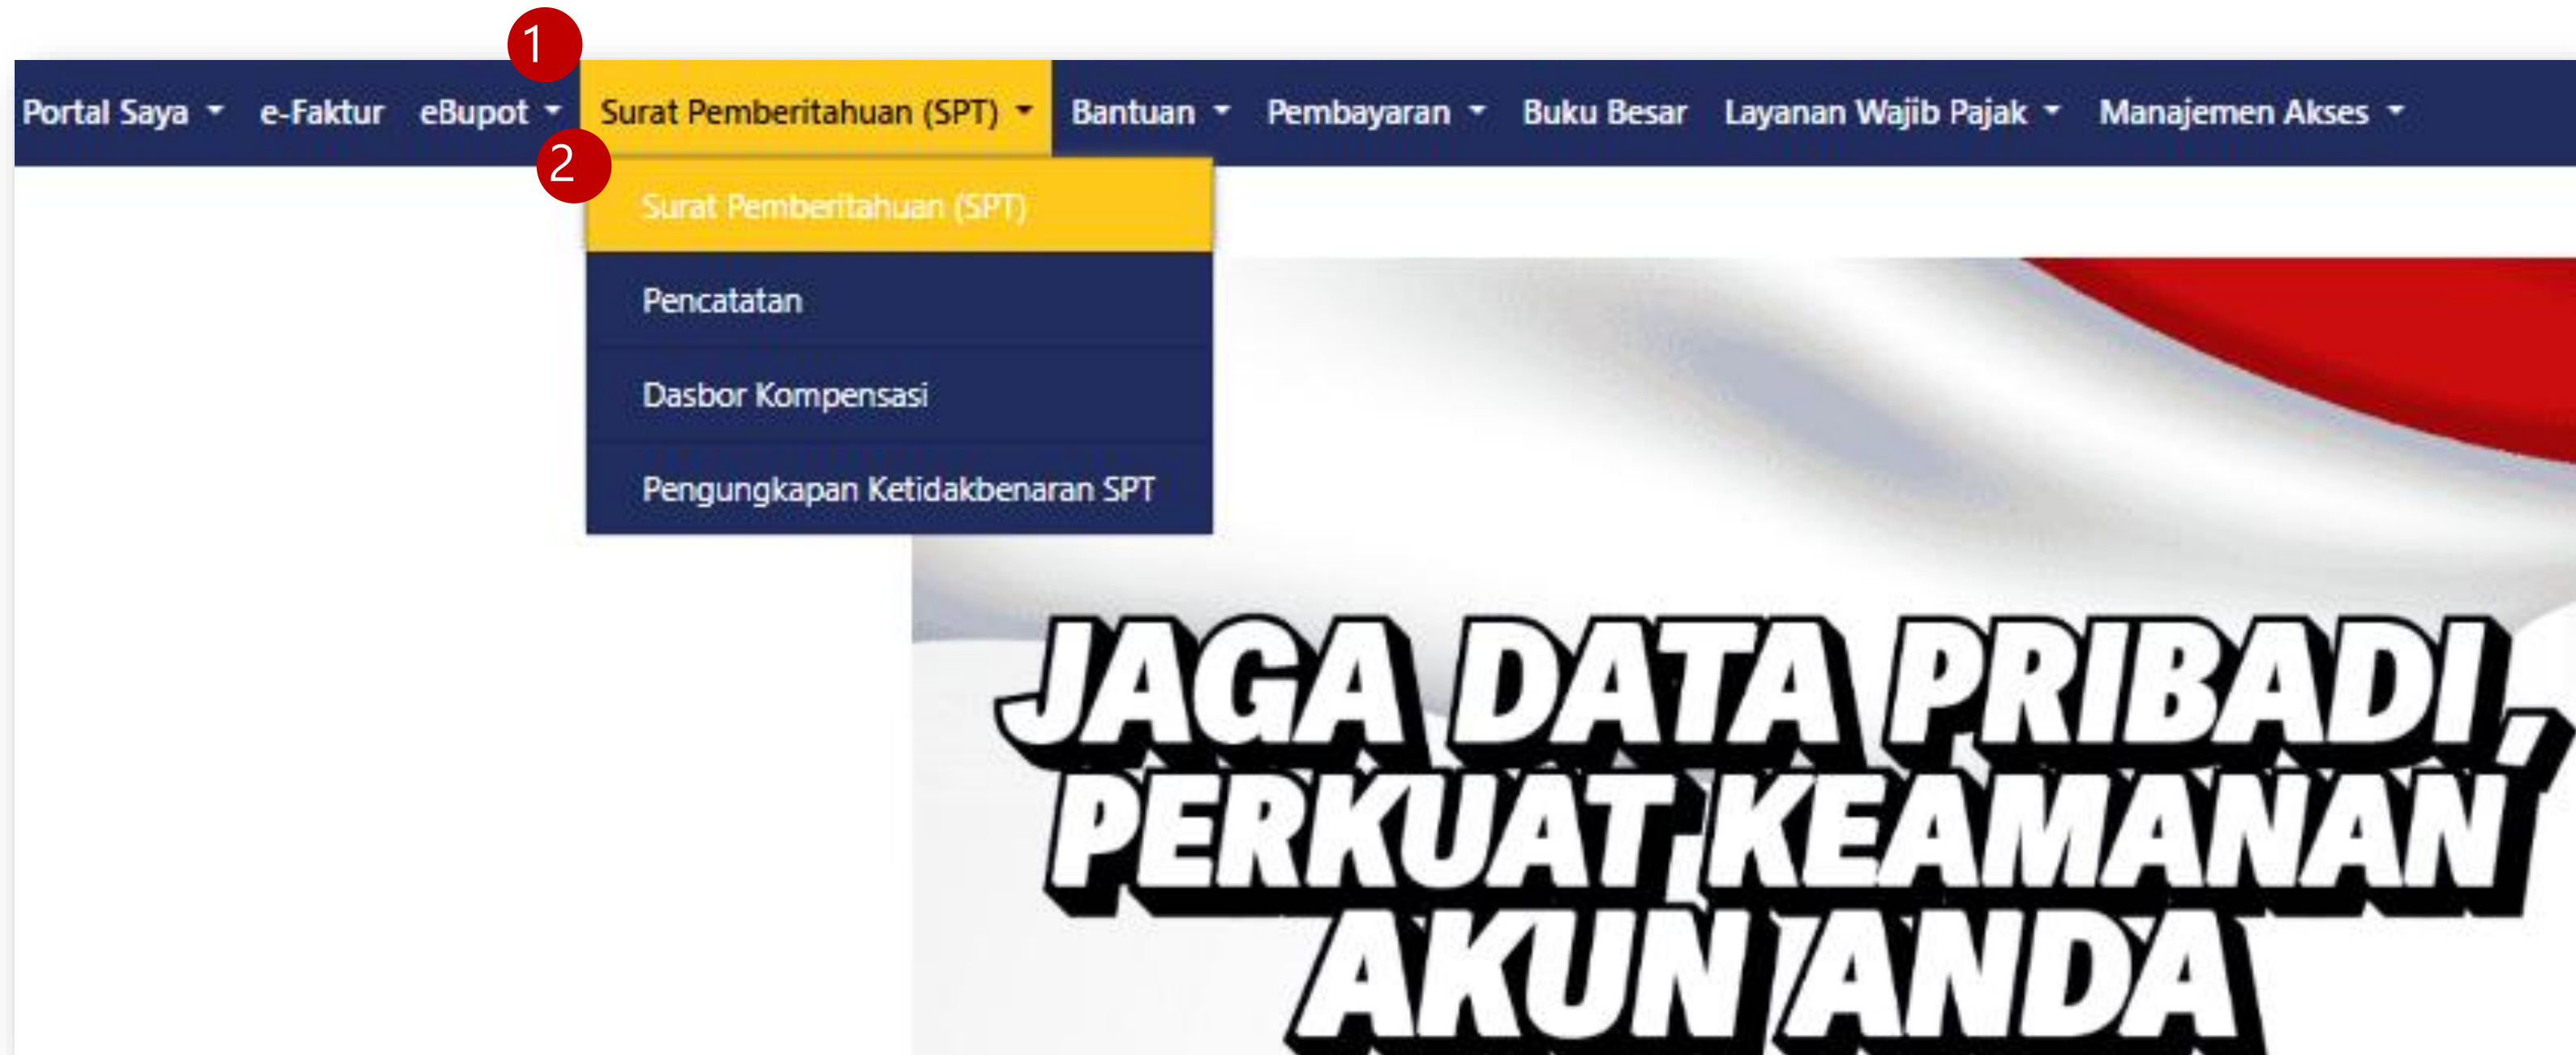 1
Portal Saya e-Faktur eBupot Surat Pemberitahuan (SPT) Bantuan Pembayaran Buku Besar Layanan Wajib Pajak Manajemen Akses
2
Surat Pemberitahuan (SPT)
Pencatatan
Dasbor Kompensasi
Pengungkapan Ketidakbenaran SPT
JAGA DATA PRIBADI,
PERKUAT KEAMANAN
AKUN ANDA